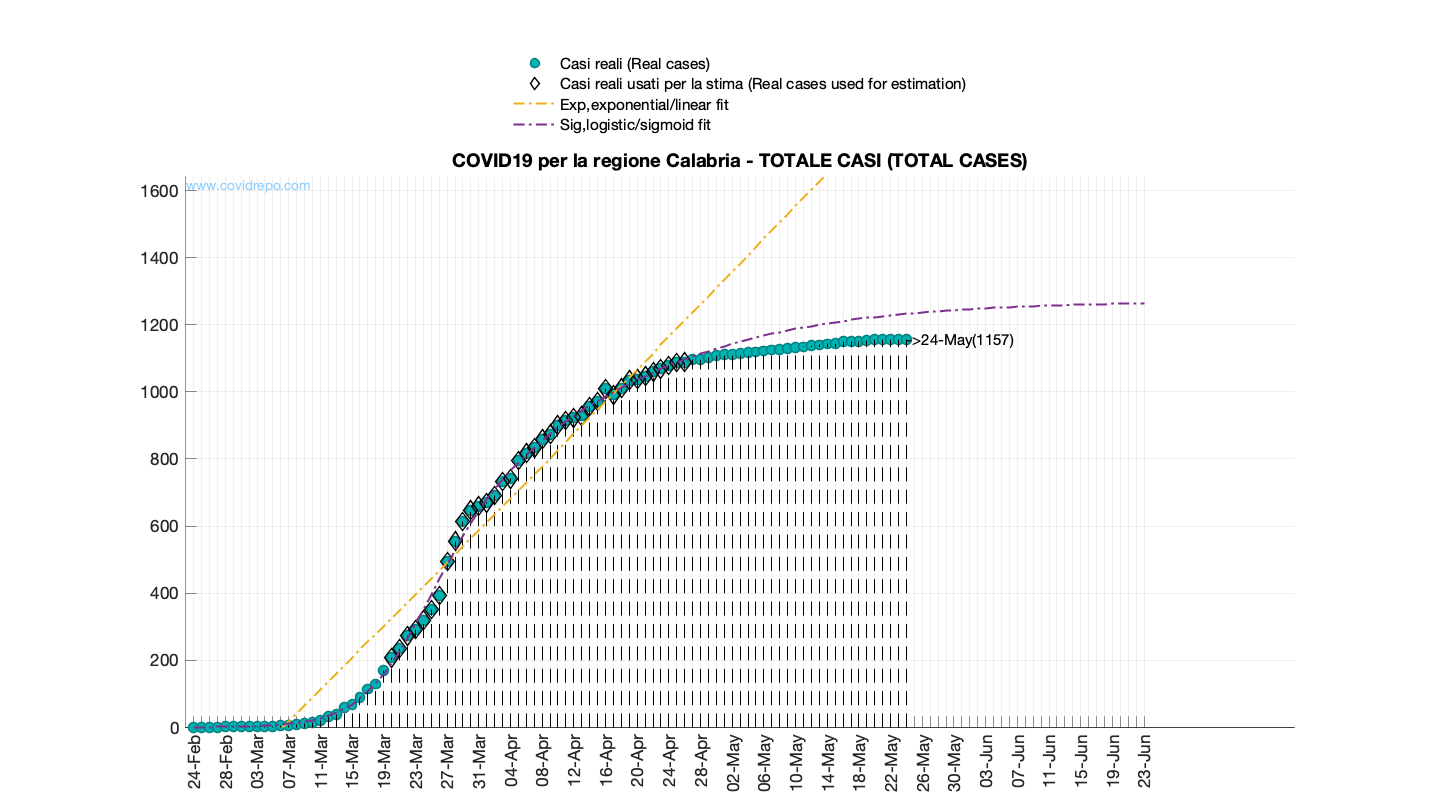 Casi reali (Real cases)
Casi reali usati per la stima (Real cases used for estimation)
Exp,exponential/linear fit
Sig,logistic/sigmoid fit
COVID19 per la regione Calabria - TOTALE CASI (TOTAL CASES)
www.covidrepo.com
1600
1400
1200
1000
800
600
400
200
0
->24-May(1157)
24-Feb
28-Feb
03-Mar
07-Mar
11-Mar
15-Mar
19-Mar
23-Mar
27-Mar
31-Mar
04-Apr
08-Apr
12-Apr
16-Apr
20-Apr
24-Apr
28-Apr
02-May
06-May
10-May
14-May
18-May
22-May
26-May
30-May
03-Jun
07-Jun
11-Jun
15-Jun
19-Jun
23-Jun